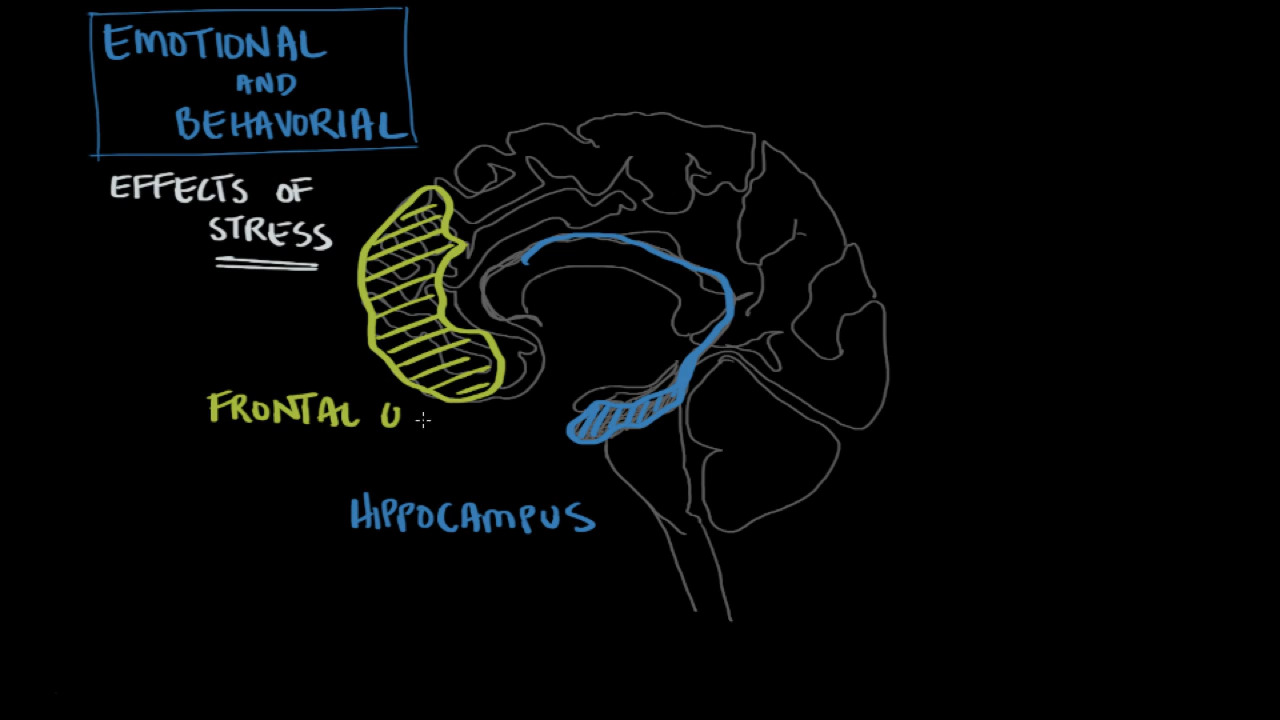 EMOTIONAL
AND
BEHAVORIAL
EFFECTS OF
STRESS
FRONTAL U
HIPPOCAMPUS